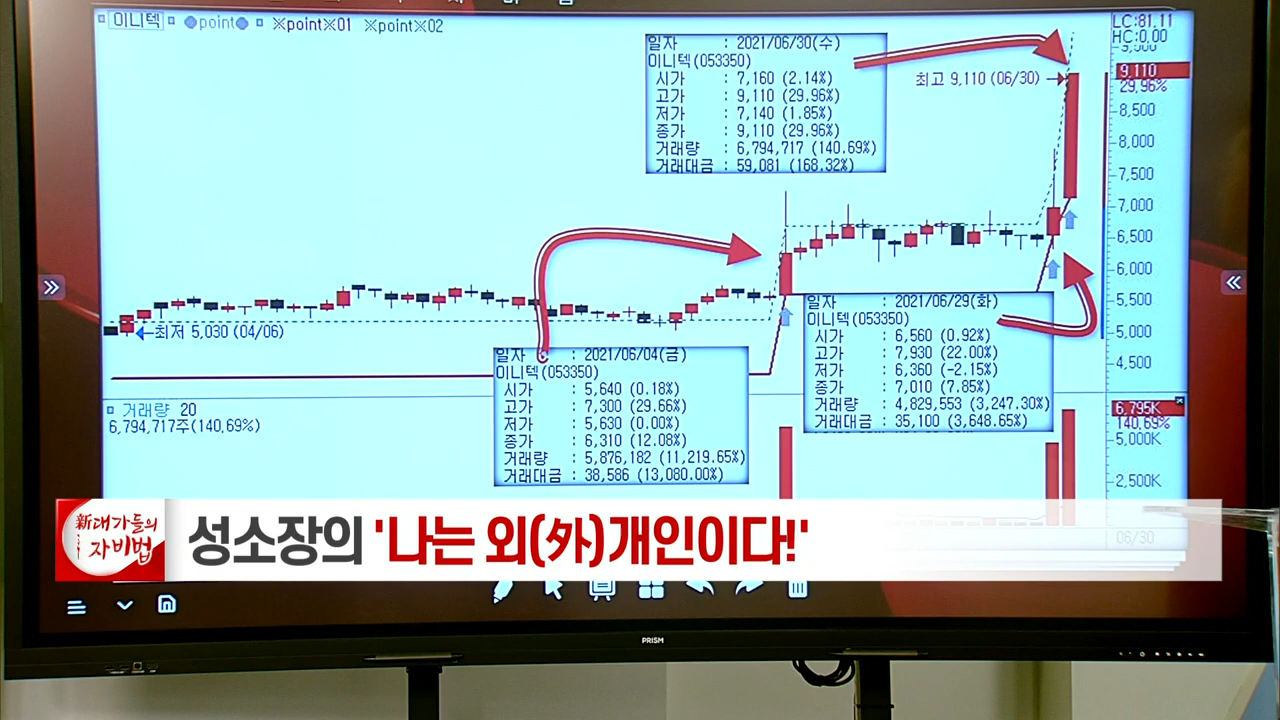 이니텍 point ※point※01 ※point※02
LC:81.11
HC:0.00
9,110
29.96%
8,500
8,000
7,500
7,000
6,500
6,000
5,500
5,000
4,500
일자 : 2021/06/30(수)
이니텍(053350)
시가 : 7,160 (2.14%)
고가 : 9,110 (29.96%)
저가 : 7,140 (1.85%)
종가 : 9,110 (29.96%)
거래량 : 6,794,717 (140.69%)
거래대금 : 59,081 (168.32%)
최고 9,110 (06/30)
최저 5,030 (04/06)
일자 : 2021/06/29(화)
이니텍(053350)
시가 : 6,560 (0.92%)
고가 : 7,930 (22.00%)
저가 : 6,360 (-2.15%)
종가 : 7,010 (7.85%)
거래량 : 4,829,553 (3,247.30%)
거래대금 : 35,100 (3,648.65%)
일자 : 2021/06/04(금)
이니텍(053350)
시가 : 5,640 (0.18%)
고가 : 7,300 (29.66%)
저가 : 5,630 (0.00%)
종가 : 6,310 (12.08%)
거래량 : 5,876,182 (11,219.65%)
거래대금 : 38,586 (13,080.00%)
거래량 20
6,794,717주(140.69%)
6,795K
140.69%
5,000K
2,500K
06/30
新대가들의
자비법
성소장의 '나는 외(外)개인이다!'
PRISM